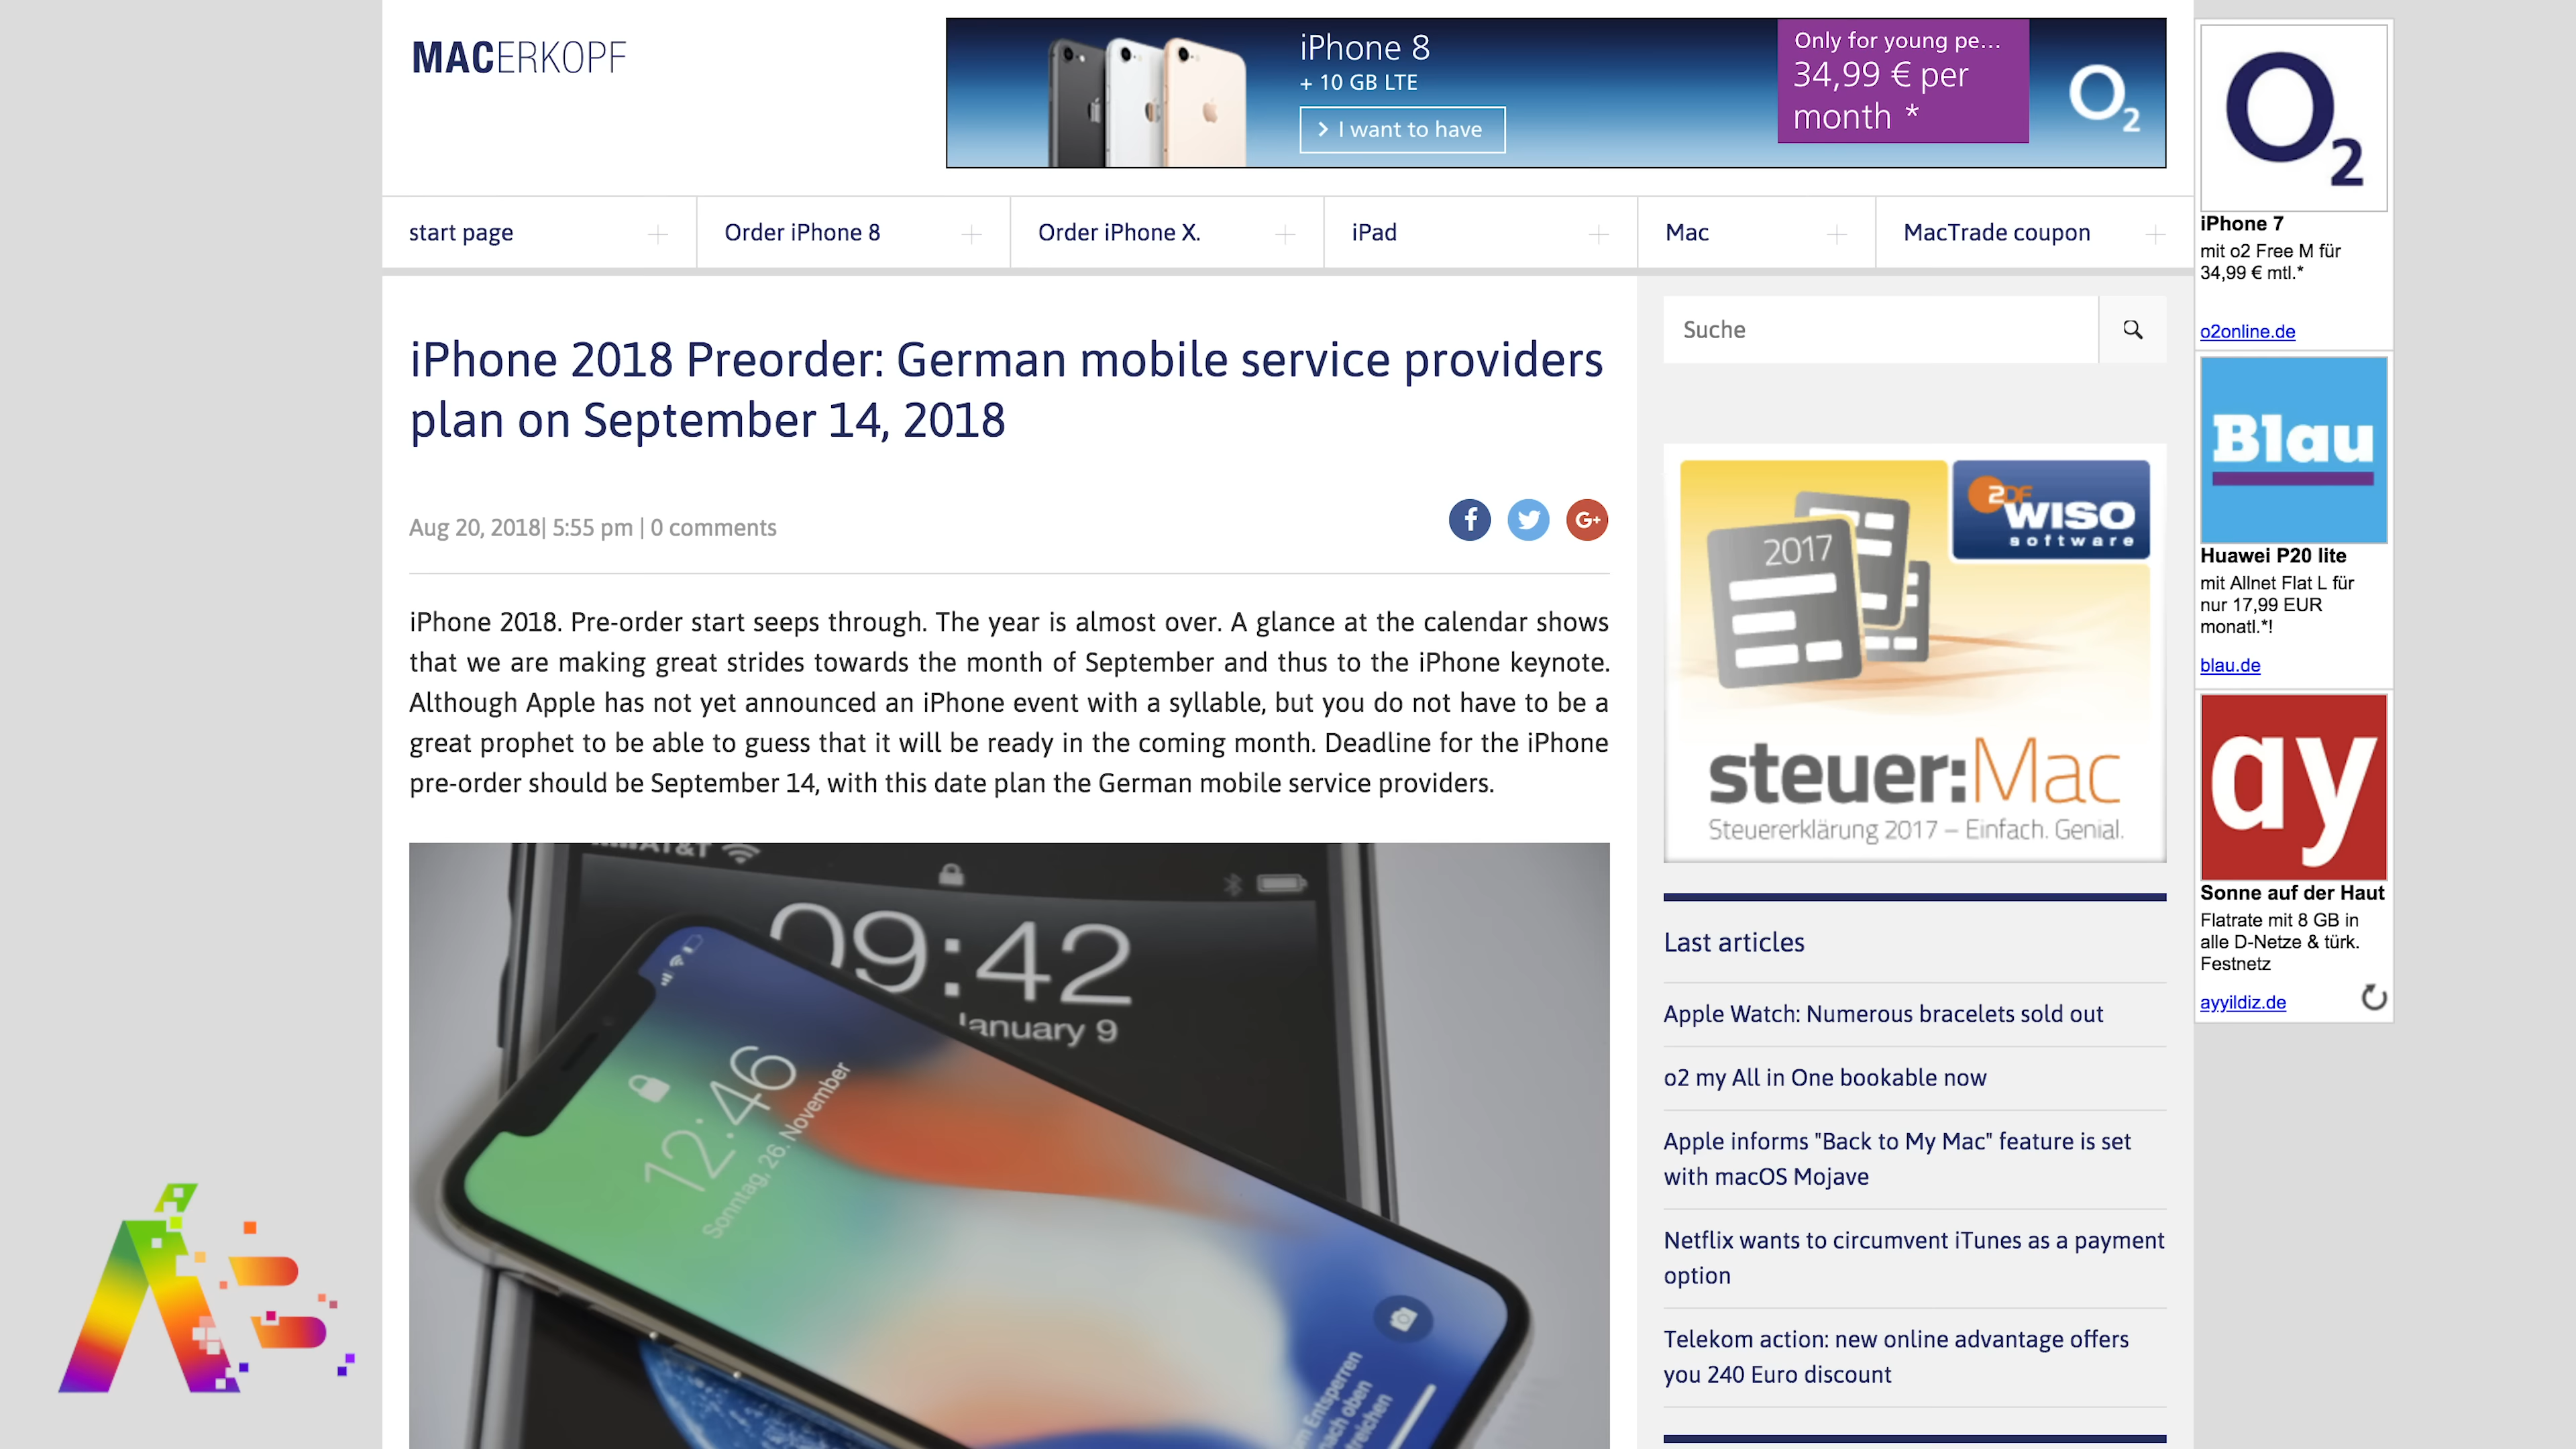 MACERKOPF
iPhone 8
+ 10 GB LTE
I want to have
Only for young pe...
34,99 € per
month *
O2
start page
Order iPhone 8
Order iPhone X.
iPad
Mac
MacTrade coupon
iPhone 2018 Preorder: German mobile service providers
plan on September 14, 2018
Aug 20, 2018| 5:55 pm | 0 comments
f
G+
iPhone 2018. Pre-order start seeps through. The year is almost over. A glance at the calendar shows
that we are making great strides towards the month of September and thus to the iPhone keynote.
Although Apple has not yet announced an iPhone event with a syllable, but you do not have to be a
great prophet to be able to guess that it will be ready in the coming month. Deadline for the iPhone
pre-order should be September 14, with this date plan the German mobile service providers.
AT&T
09:42
January 9
12:46
Sonntag, 26. November
Entsperren
nach oben
Suche
2017
ZDF
WISO
software
steuer:Mac
Steuererklärung 2017 – Einfach. Genial.
Last articles
Apple Watch: Numerous bracelets sold out
o2 my All in One bookable now
Apple informs "Back to My Mac" feature is set
with macOS Mojave
Netflix wants to circumvent iTunes as a payment
option
Telekom action: new online advantage offers
you 240 Euro discount
O2
iPhone 7
mit o2 Free M für
34,99 € mtl.*
o2online.de
Blau
Huawei P20 lite
mit Allnet Flat L für
nur 17,99 EUR
monatl.*!
blau.de
ay
Sonne auf der Haut
Flatrate mit 8 GB in
alle D-Netze & türk.
Festnetz
ayyildiz.de